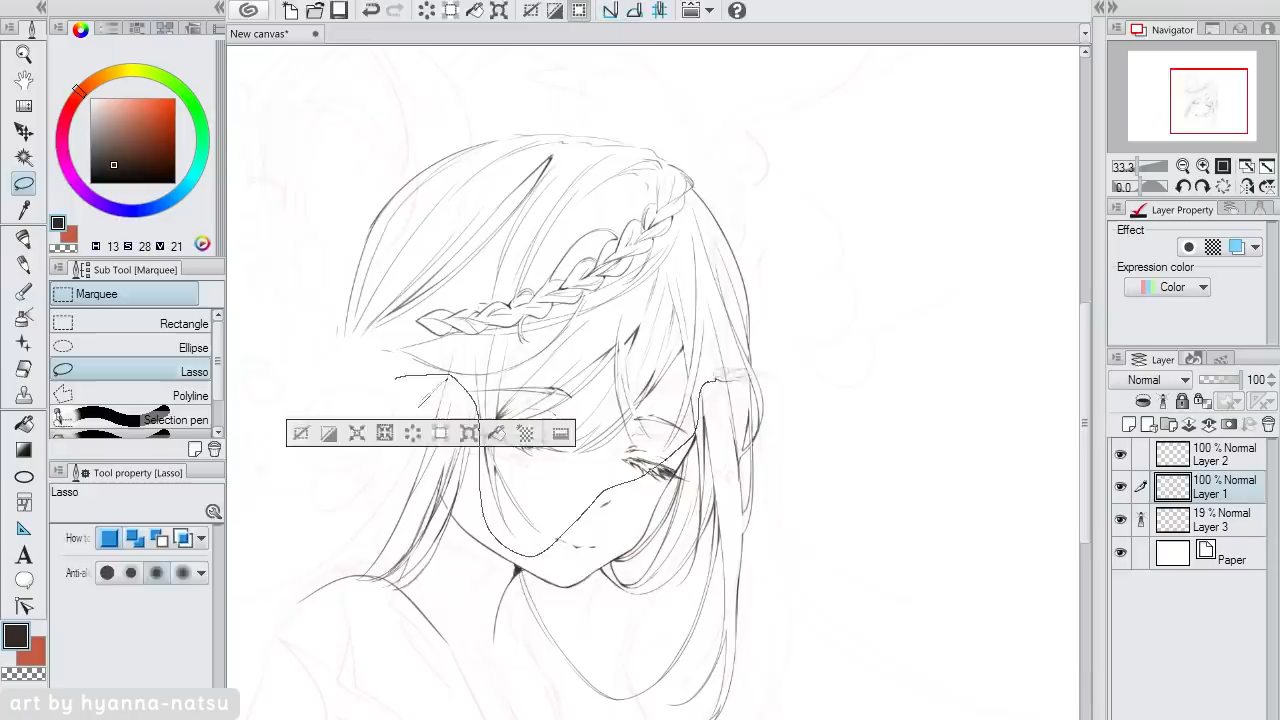 New canvas*
Navigator
33.3
0.0
Layer Property
Effect
Expression color
Color
H 13 S 28 V 21
Sub Tool [Marquee]
Marquee
Rectangle
Ellipse
Lasso
Polyline
Selection pen
Tool property [Lasso]
Lasso
How to
Anti-al
Layer
Normal
100
100 % Normal
Layer 2
100 % Normal
Layer 1
19 % Normal
Layer 3
Paper
art by hyanna-natsu